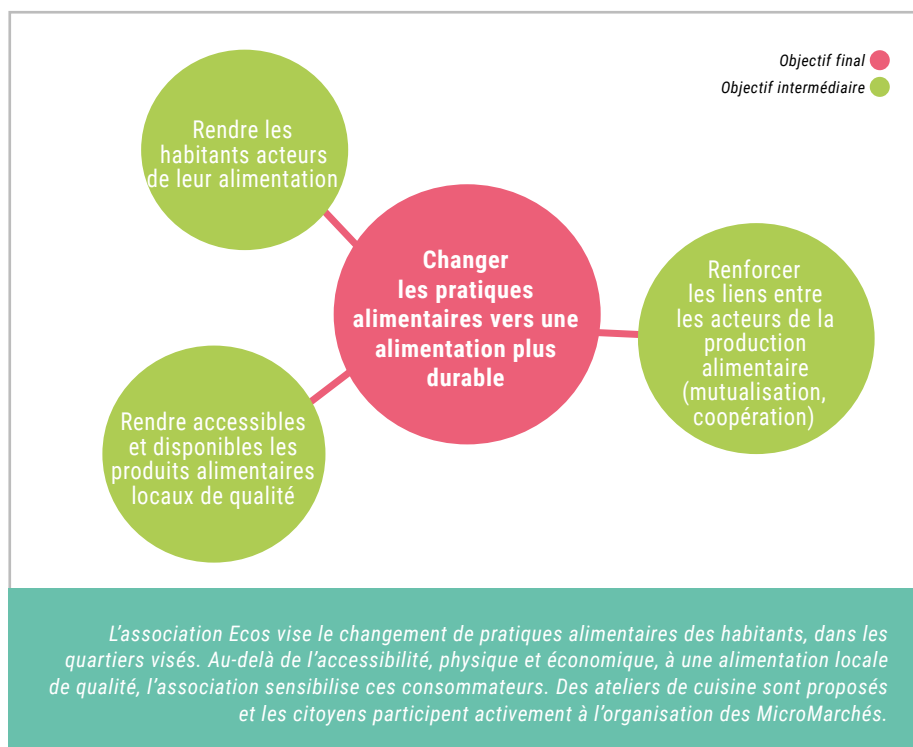 Objectif final
Objectif intermédiaire
Rendre les
habitants acteurs
de leur alimentation
Changer
les pratiques
alimentaires vers une
alimentation plus
durable
Renforcer
les liens entre
les acteurs de la
production
alimentaire
(mutualisation,
coopération)
Rendre accessibles
et disponibles les
produits alimentaires
locaux de qualité
L'association Ecos vise le changement de pratiques alimentaires des habitants, dans les
quartiers visés. Au-delà de l'accessibilité, physique et économique, à une alimentation locale
de qualité, l'association sensibilise ces consommateurs. Des ateliers de cuisine sont proposés
et les citoyens participent activement à l'organisation des MicroMarchés.